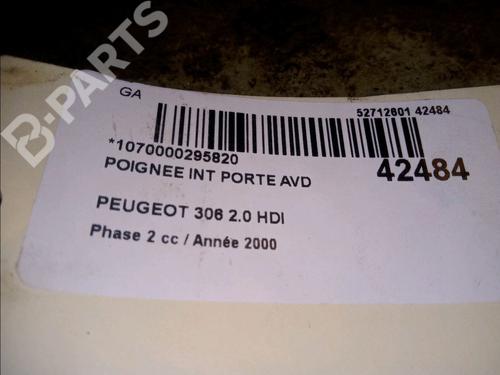 B-PARTS
GA
52712601 42484
*1070000295820
POIGNEE INT PORTE AVD
42484
PEUGEOT 306 2.0 HDI
Phase 2 cc / Année 2000